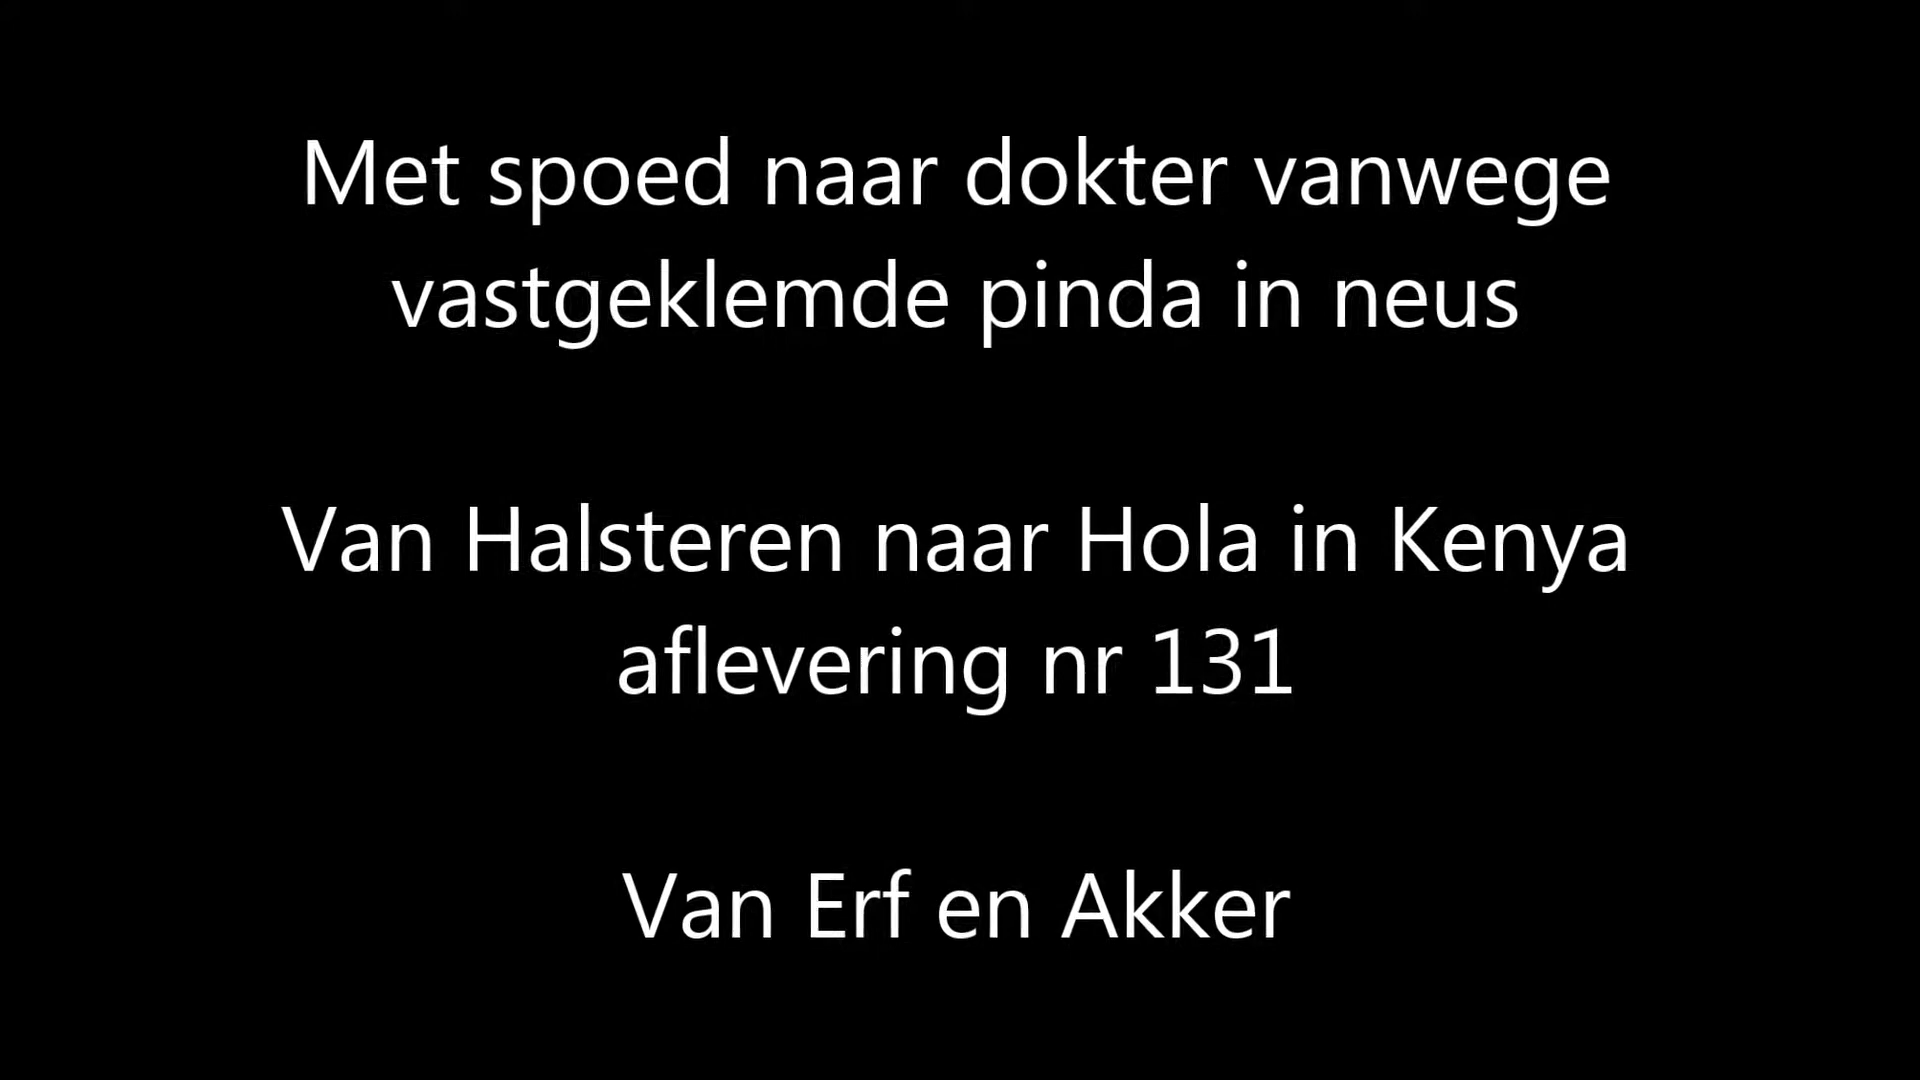 Met spoed naar dokter vanwege
vastgeklemde pinda in neus
Van Halsteren naar Hola in Kenya
aflevering nr 131
Van Erf en Akker